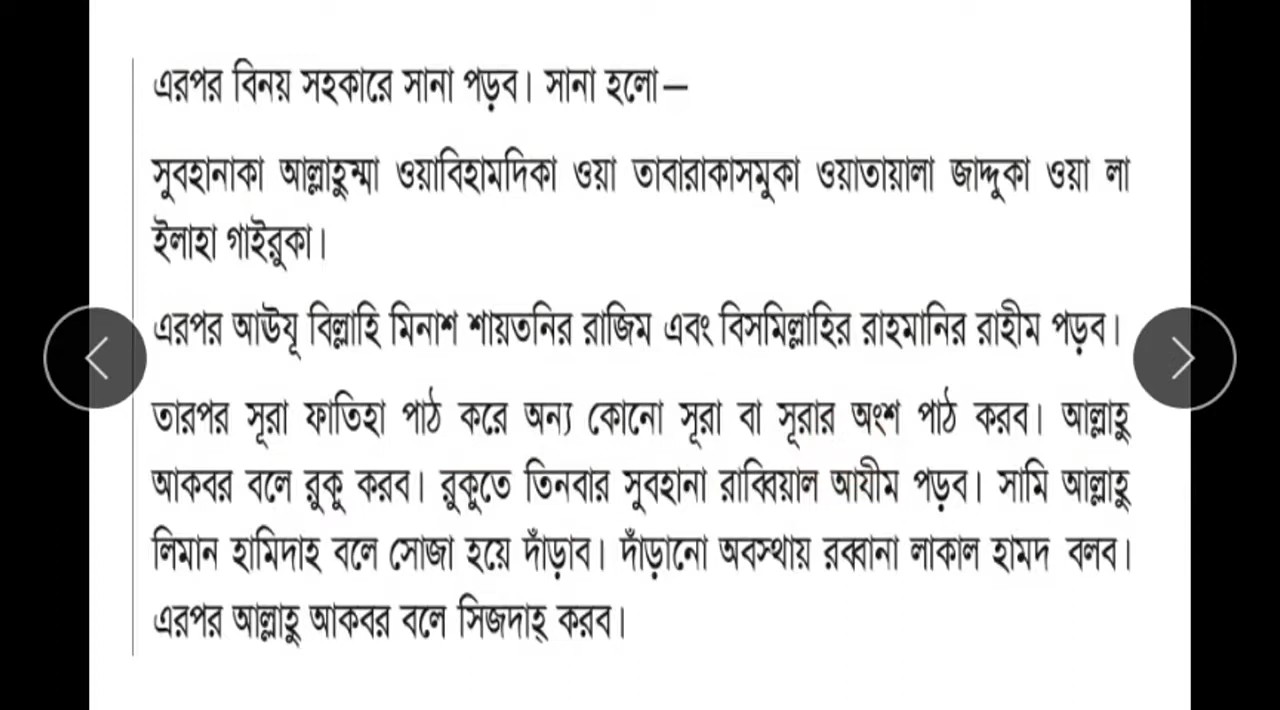 এরপর বিনয় সহকারে সানা পড়ব। সানা হলো—
সুবহানাকা আল্লাহুম্মা ওয়াবিহামদিকা ওয়া তাবারাকাসমুকা ওয়াতায়ালা জাদ্দুকা ওয়া লা
ইলাহা গাইরুকা।
এরপর আঊযূ বিল্লাহি মিনাশ শায়তনির রাজিম এবং বিসমিল্লাহির রাহমানির রাহীম পড়ব।
তারপর সূরা ফাতিহা পাঠ করে অন্য কোনো সূরা বা সূরার অংশ পাঠ করব। আল্লাহু
আকবর বলে রুকু করব। রুকুতে তিনবার সুবহানা রাব্বিয়াল আযীম পড়ব। সামি আল্লাহু
লিমান হামিদাহ বলে সোজা হয়ে দাঁড়াব। দাঁড়ানো অবস্থায় রব্বানা লাকাল হামদ বলব।
এরপর আল্লাহু আকবর বলে সিজদাহ্ করব।